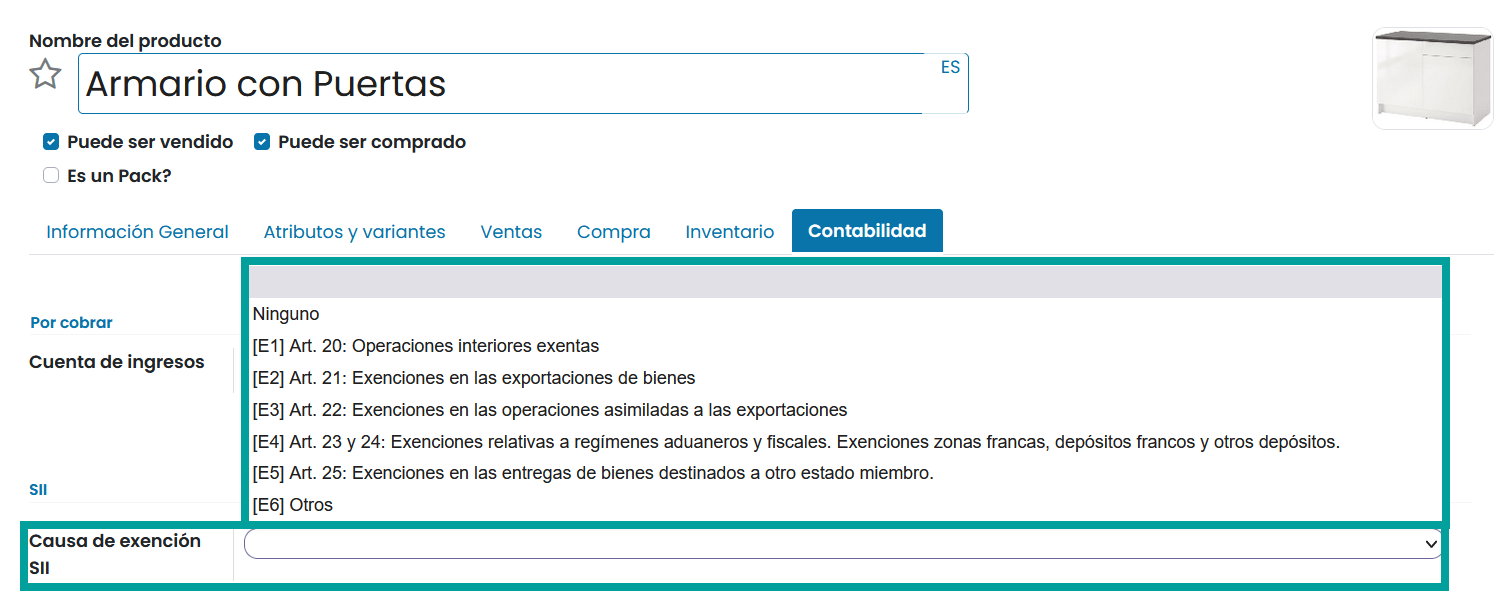 Nombre del producto
Armario con Puertas
ES
Puede ser vendido Puede ser comprado
Es un Pack?
Información General Atributos y variantes Ventas Compra Inventario Contabilidad
Ninguno
Por cobrar
[E1] Art. 20: Operaciones interiores exentas
Cuenta de ingresos
[E2] Art. 21: Exenciones en las exportaciones de bienes
[E3] Art. 22: Exenciones en las operaciones asimiladas a las exportaciones
[E4] Art. 23 y 24: Exenciones relativas a regímenes aduaneros y fiscales. Exenciones zonas francas, depósitos francos y otros depósitos.
[E5] Art. 25: Exenciones en las entregas de bienes destinados a otro estado miembro.
SII
[E6] Otros
Causa de exención
SII